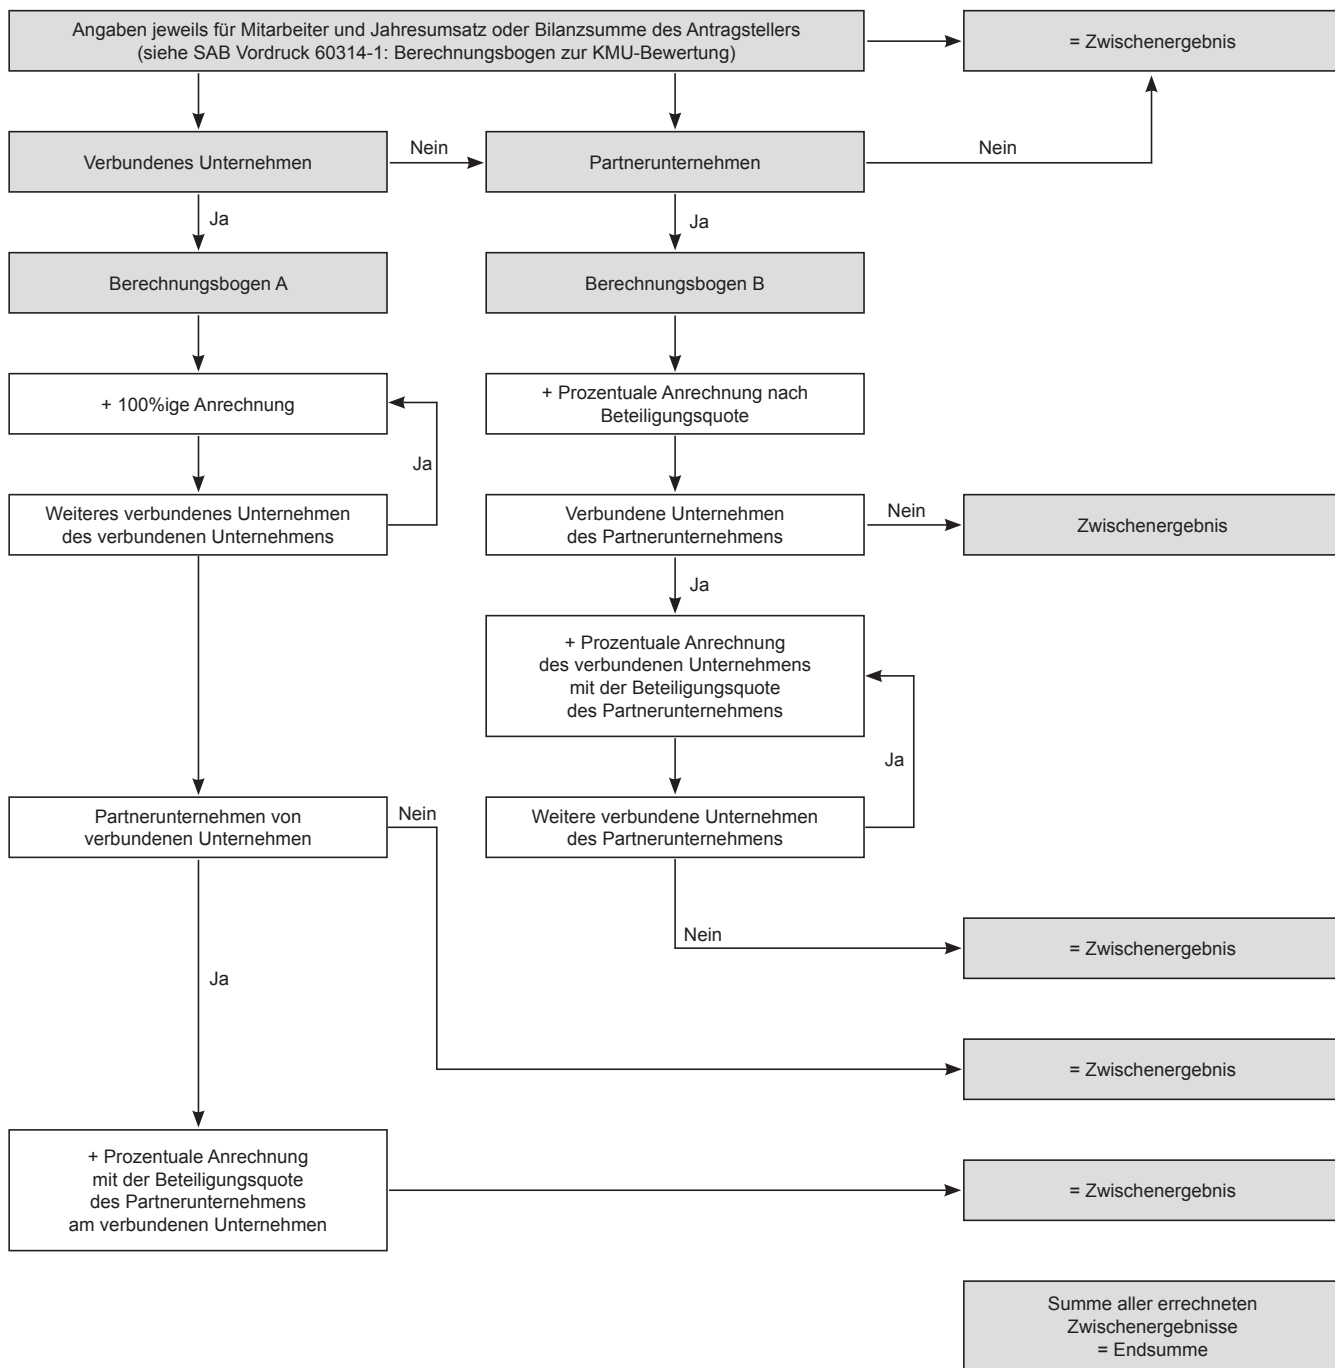 Angaben jeweils für Mitarbeiter und Jahresumsatz oder Bilanzsumme des Antragstellers
(siehe SAB Vordruck 60314-1: Berechnungsbogen zur KMU-Bewertung)
= Zwischenergebnis
Verbundenes Unternehmen
Nein
Partnerunternehmen
Nein
Ja
Ja
Berechnungsbogen A
Berechnungsbogen B
+ 100%ige Anrechnung
+ Prozentuale Anrechnung nach
Beteiligungsquote
Ja
Weiteres verbundenes Unternehmen
des verbundenen Unternehmens
Verbundene Unternehmen
des Partnerunternehmens
Nein
Zwischenergebnis
Ja
+ Prozentuale Anrechnung
des verbundenen Unternehmens
mit der Beteiligungsquote
des Partnerunternehmens
Ja
Partnerunternehmen von
verbundenen Unternehmen
Nein
Weitere verbundene Unternehmen
des Partnerunternehmens
Nein
= Zwischenergebnis
Ja
= Zwischenergebnis
+ Prozentuale Anrechnung
mit der Beteiligungsquote
des Partnerunternehmens
am verbundenen Unternehmen
= Zwischenergebnis
Summe aller errechneten
Zwischenergebnisse
= Endsumme